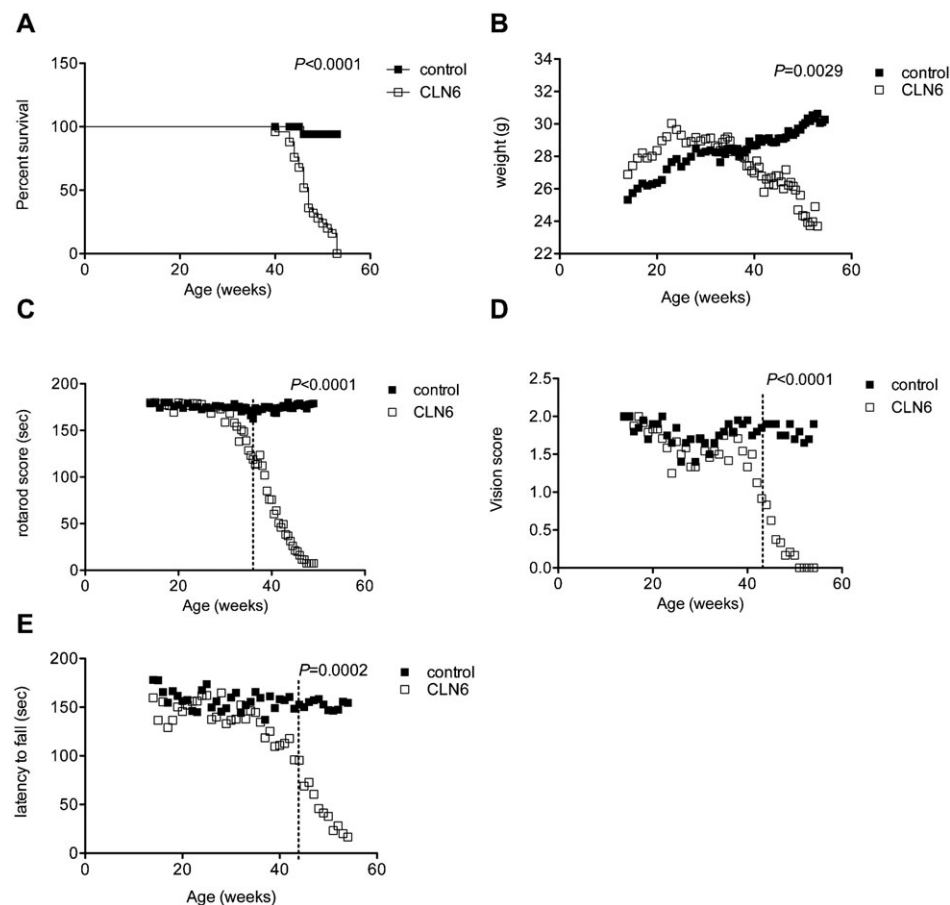 A
P<0.0001
control
CLN6
150
100
50
0
0 20 40 60
Percent survival
Age (weeks)
B
P=0.0029
control
CLN6
34
32
30
28
26
24
22
0 20 40 60
weight (g)
Age (weeks)
C
P<0.0001
control
CLN6
200
150
100
50
0
0 20 40 60
rotarod score (sec)
Age (weeks)
D
P<0.0001
control
CLN6
2.5
2.0
1.5
1.0
0.5
0.0
0 20 40 60
Vision score
Age (weeks)
E
P=0.0002
control
CLN6
200
150
100
50
0
0 20 40 60
latency to fall (sec)
Age (weeks)